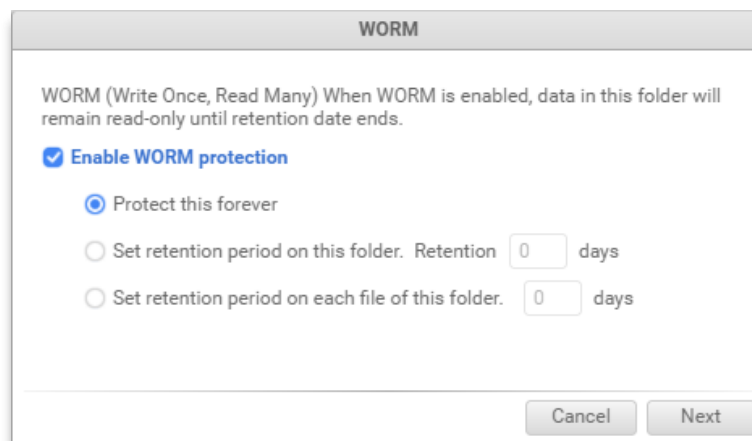 WORM
WORM (Write Once, Read Many) When WORM is enabled, data in this folder will
remain read-only until retention date ends.
Enable WORM protection
Protect this forever
Set retention period on this folder. Retention 0 days
Set retention period on each file of this folder. 0 days
Cancel Next